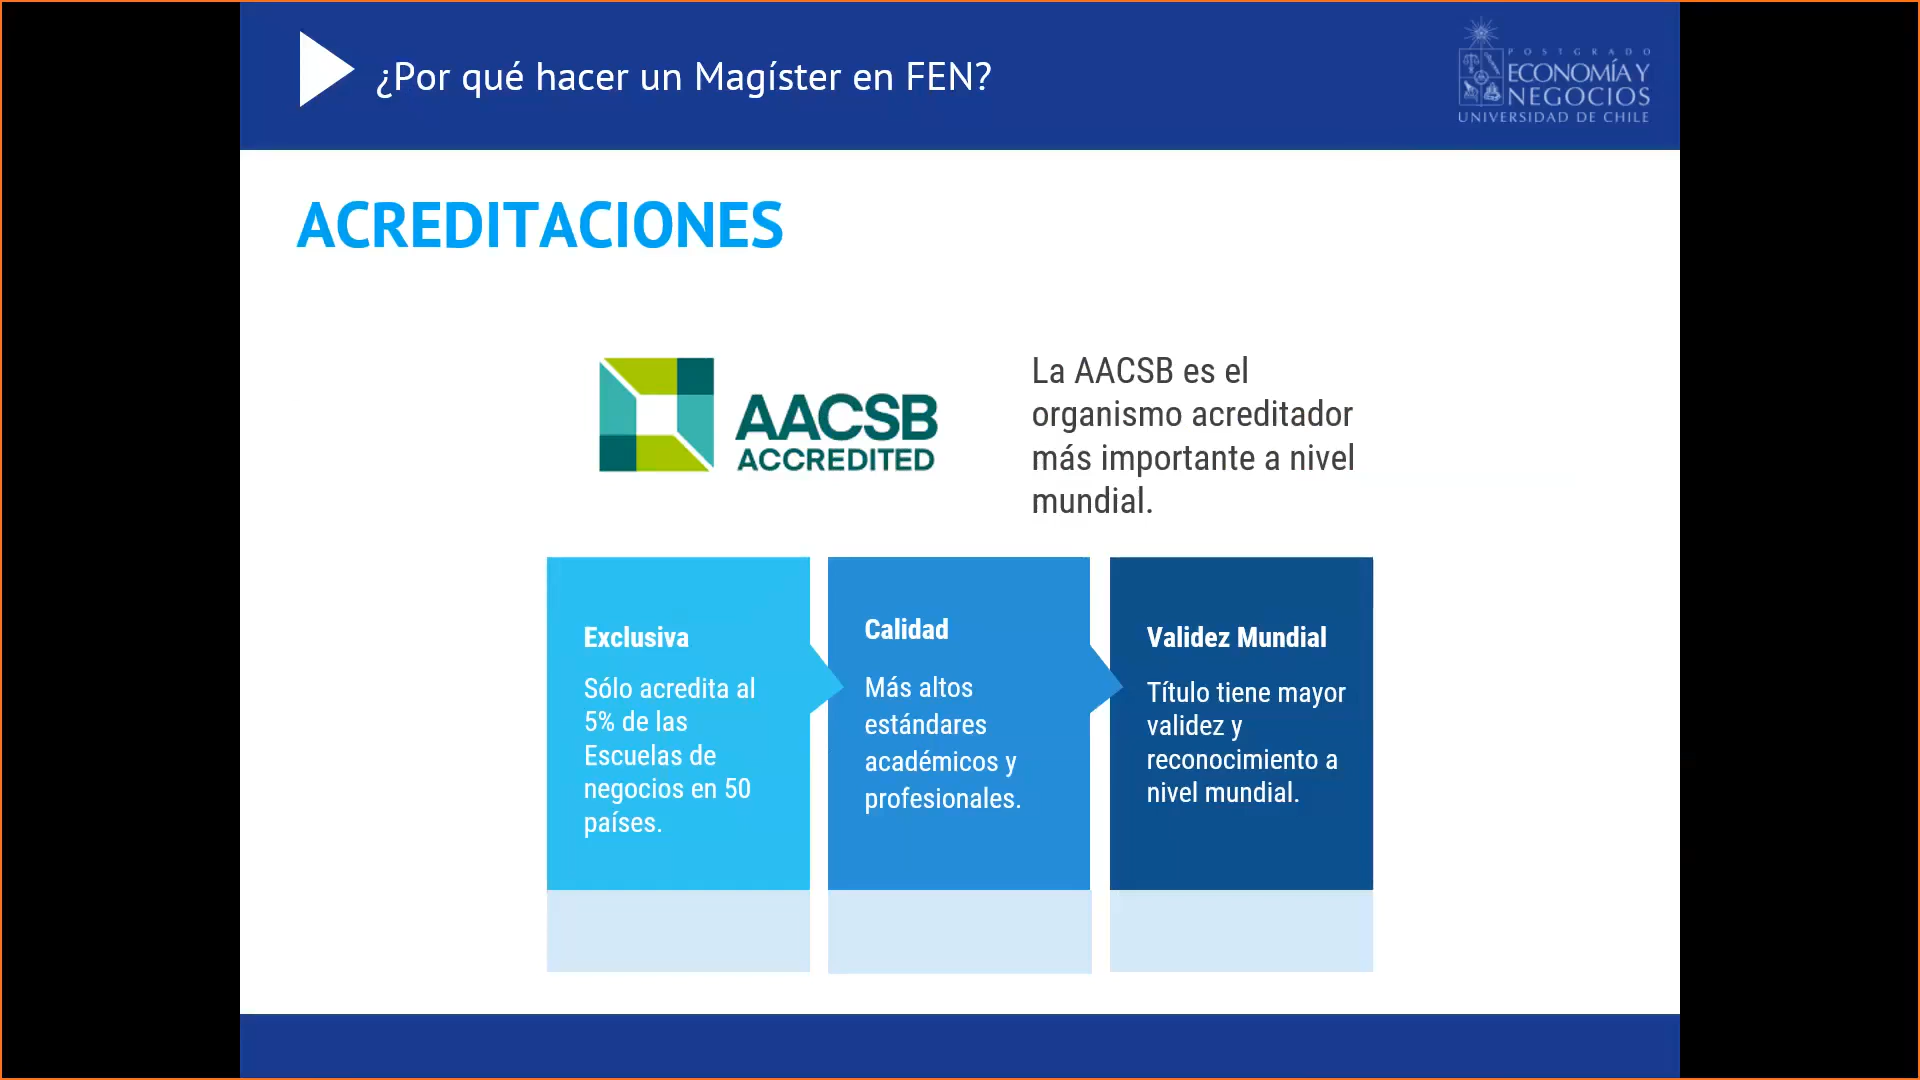 ¿Por qué hacer un Magíster en FEN?
POSTGRADO
ECONOMÍA Y
NEGOCIOS
UNIVERSIDAD DE CHILE
ACREDITACIONES
AACSB
ACCREDITED
La AACSB es el
organismo acreditador
más importante a nivel
mundial.
Exclusiva
Sólo acredita al
5% de las
Escuelas de
negocios en 50
países.
Calidad
Más altos
estándares
académicos y
profesionales.
Validez Mundial
Título tiene mayor
validez y
reconocimiento a
nivel mundial.